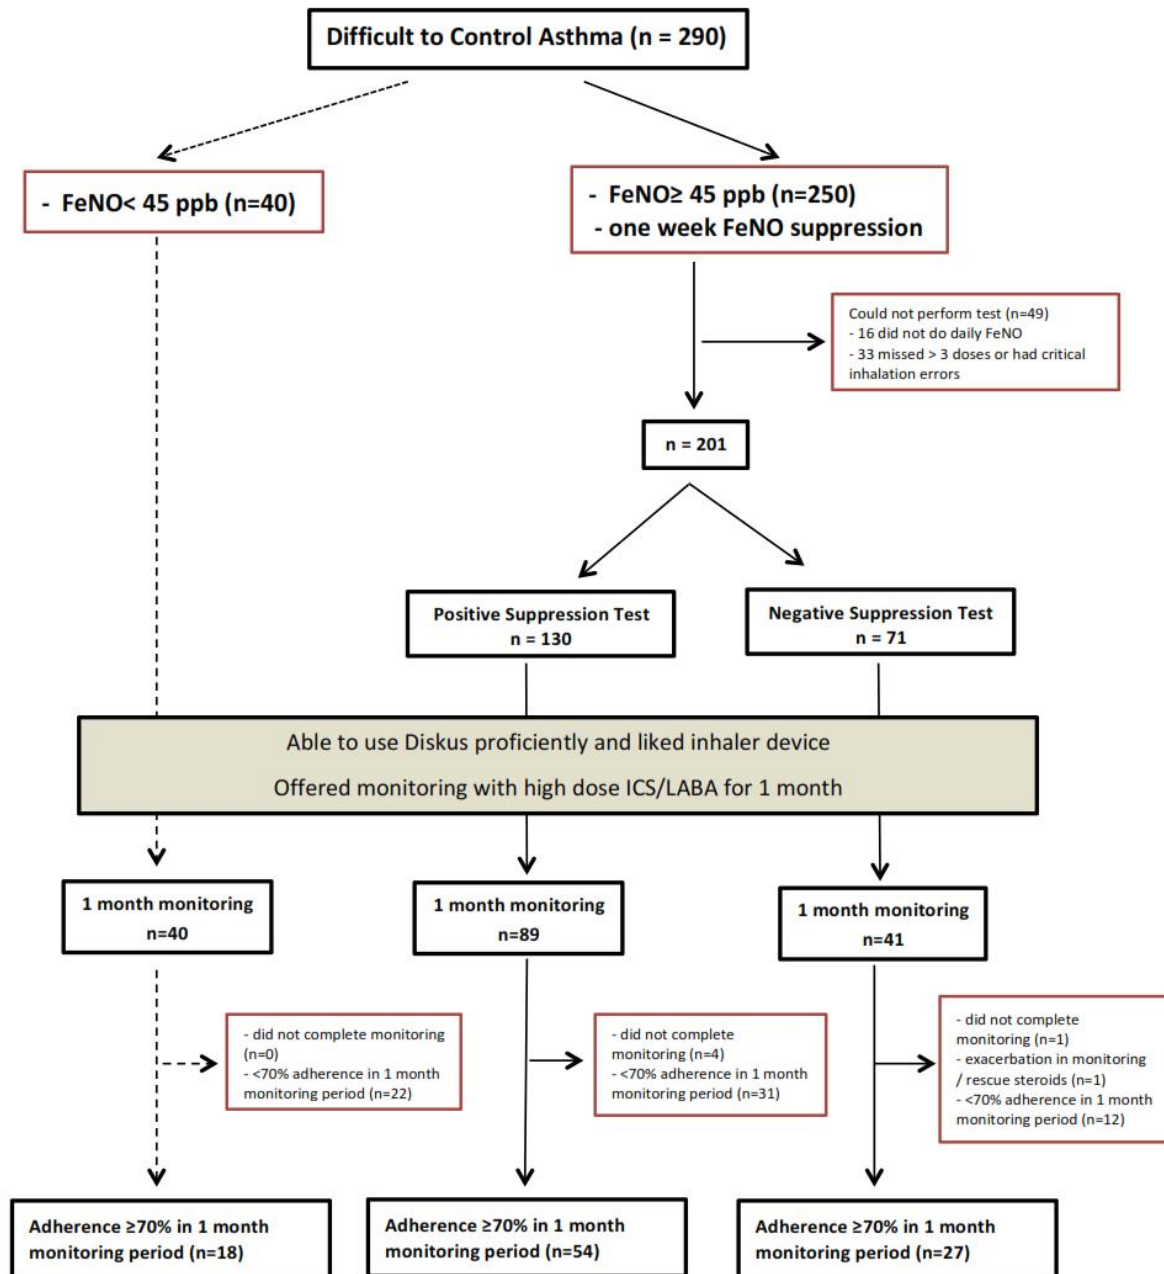 Difficult to Control Asthma (n = 290)
- FeNO< 45 ppb (n=40)
- FeNO≥ 45 ppb (n=250)
- one week FeNO suppression
Could not perform test (n=49)
- 16 did not do daily FeNO
- 33 missed > 3 doses or had critical
inhalation errors
n = 201
Positive Suppression Test
n = 130
Negative Suppression Test
n = 71
Able to use Diskus proficiently and liked inhaler device
Offered monitoring with high dose ICS/LABA for 1 month
1 month monitoring
n=40
1 month monitoring
n=89
1 month monitoring
n=41
- did not complete monitoring
(n=0)
- <70% adherence in 1 month
monitoring period (n=22)
- did not complete
monitoring (n=4)
- <70% adherence in 1 month
monitoring period (n=31)
- did not complete
monitoring (n=1)
- exacerbation in monitoring
/ rescue steroids (n=1)
- <70% adherence in 1 month
monitoring period (n=12)
Adherence ≥70% in 1 month
monitoring period (n=18)
Adherence ≥70% in 1 month
monitoring period (n=54)
Adherence ≥70% in 1 month
monitoring period (n=27)